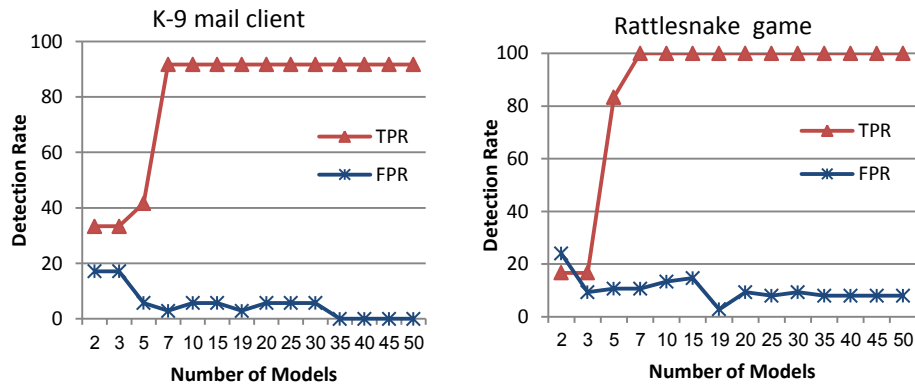 K-9 mail client
100
80
60
40
20
0
Detection Rate
TPR
FPR
2 3 5 7 10 15 19 20 25 30 35 40 45 50
Number of Models
Rattlesnake game
100
80
60
40
20
0
Detection Rate
TPR
FPR
2 3 5 7 10 15 19 20 25 30 35 40 45 50
Number of Models